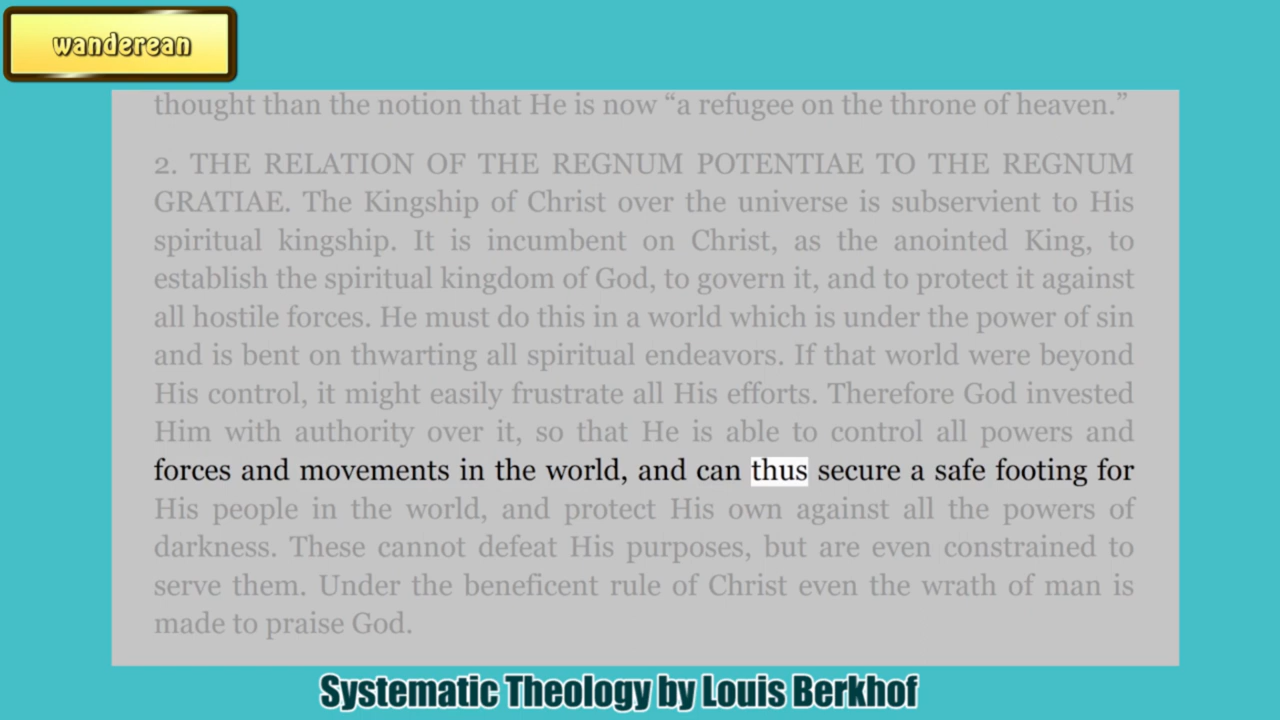 wanderean
thought than the notion that He is now “a refugee on the throne of heaven.”
2. THE RELATION OF THE REGNUM POTENTIAE TO THE REGNUM
GRATIAE. The Kingship of Christ over the universe is subservient to His
spiritual kingship. It is incumbent on Christ, as the anointed King, to
establish the spiritual kingdom of God, to govern it, and to protect it against
all hostile forces. He must do this in a world which is under the power of sin
and is bent on thwarting all spiritual endeavors. If that world were beyond
His control, it might easily frustrate all His efforts. Therefore God invested
Him with authority over it, so that He is able to control all powers and
forces and movements in the world, and can thus secure a safe footing for
His people in the world, and protect His own against all the powers of
darkness. These cannot defeat His purposes, but are even constrained to
serve them. Under the beneficent rule of Christ even the wrath of man is
made to praise God.
Systematic Theology by Louis Berkhof